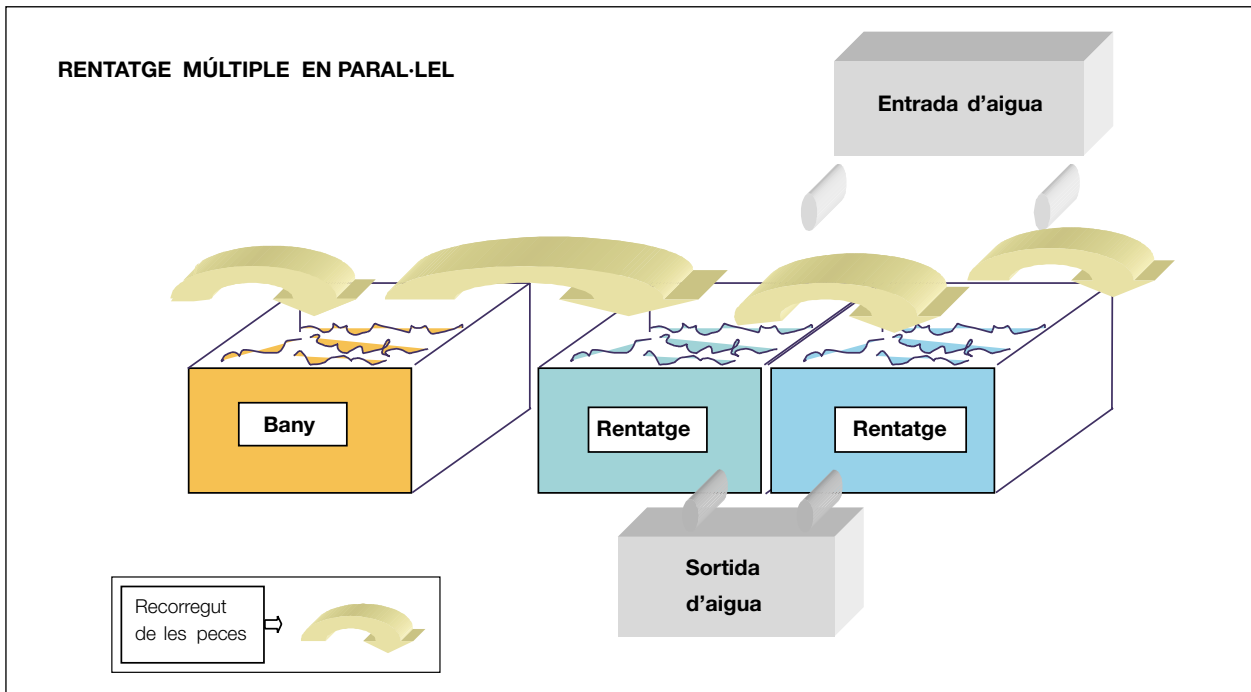 RENTATGE MÚLTIPLE EN PARAL·LEL
Entrada d'aigua
Bany
Rentatge
Rentatge
Sortida
d'aigua
Recorregut
de les peces